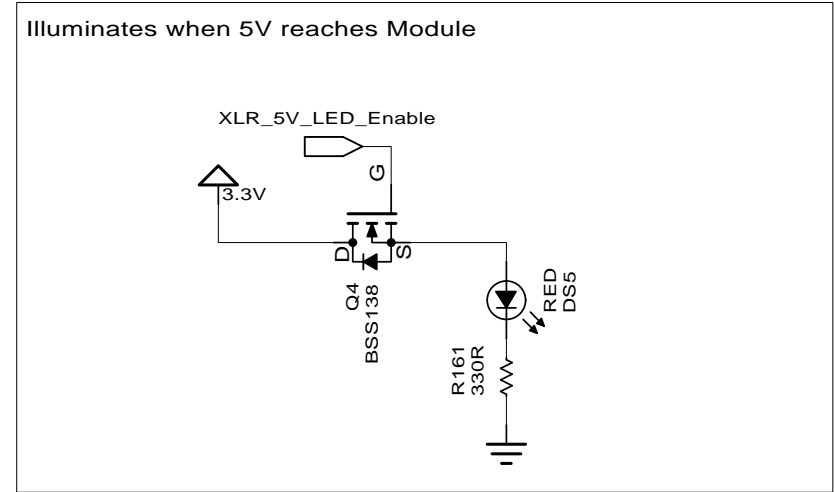 Illuminates when 5V reaches Module
XLR_5V_LED_Enable
3.3V
G
D
S
Q4
BSS138
RED
DS5
R161
330R